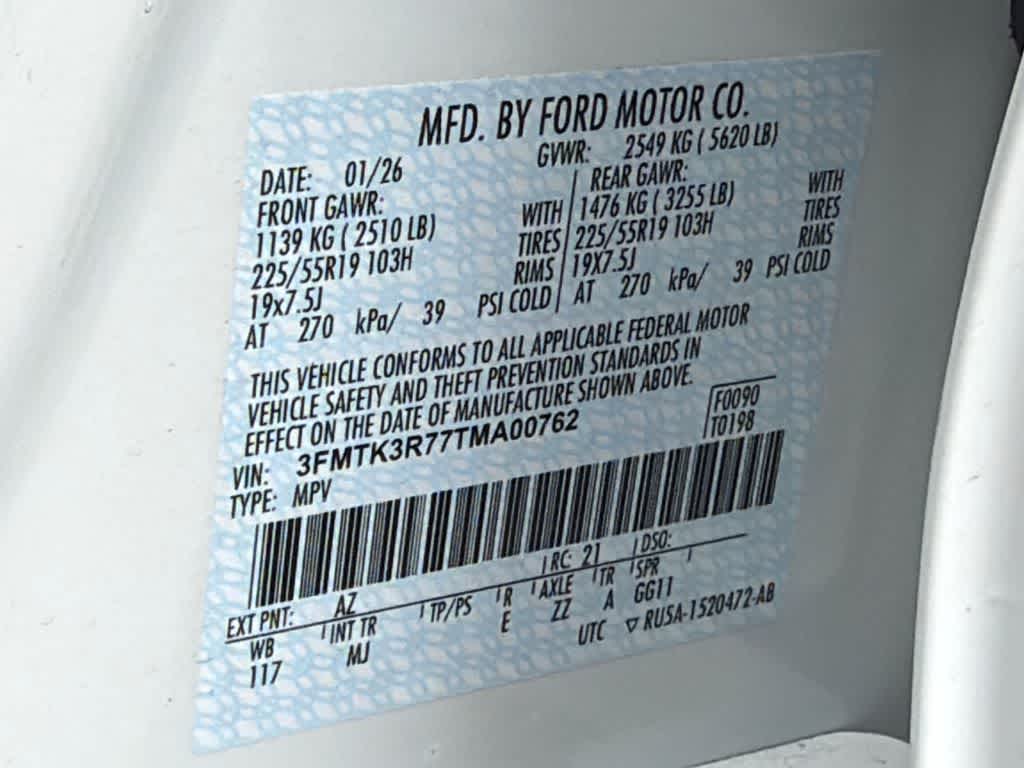 MFD. BY FORD MOTOR CO.
DATE: 01/26 GVWR: 2549 KG ( 5620 LB)
FRONT GAWR: REAR GAWR:
1139 KG ( 2510 LB) WITH 1476 KG ( 3255 LB) WITH
225/55R19 103H TIRES 225/55R19 103H TIRES
19x7.5J RIMS 19X7.5J RIMS
AT 270 kPa/ 39 PSI COLD AT 270 kPa/ 39 PSI COLD
THIS VEHICLE CONFORMS TO ALL APPLICABLE FEDERAL MOTOR
VEHICLE SAFETY AND THEFT PREVENTION STANDARDS IN
EFFECT ON THE DATE OF MANUFACTURE SHOWN ABOVE.
VIN: 3FMTK3R77TMA00762 F0090
TYPE: MPV T0198
EXT PNT: AZ RC: 21 DSO:
WB INT TR TP/PS R AXLE TR SPR
117 MJ E ZZ A GG11
UTC ▽ RU5A-1520472-AB